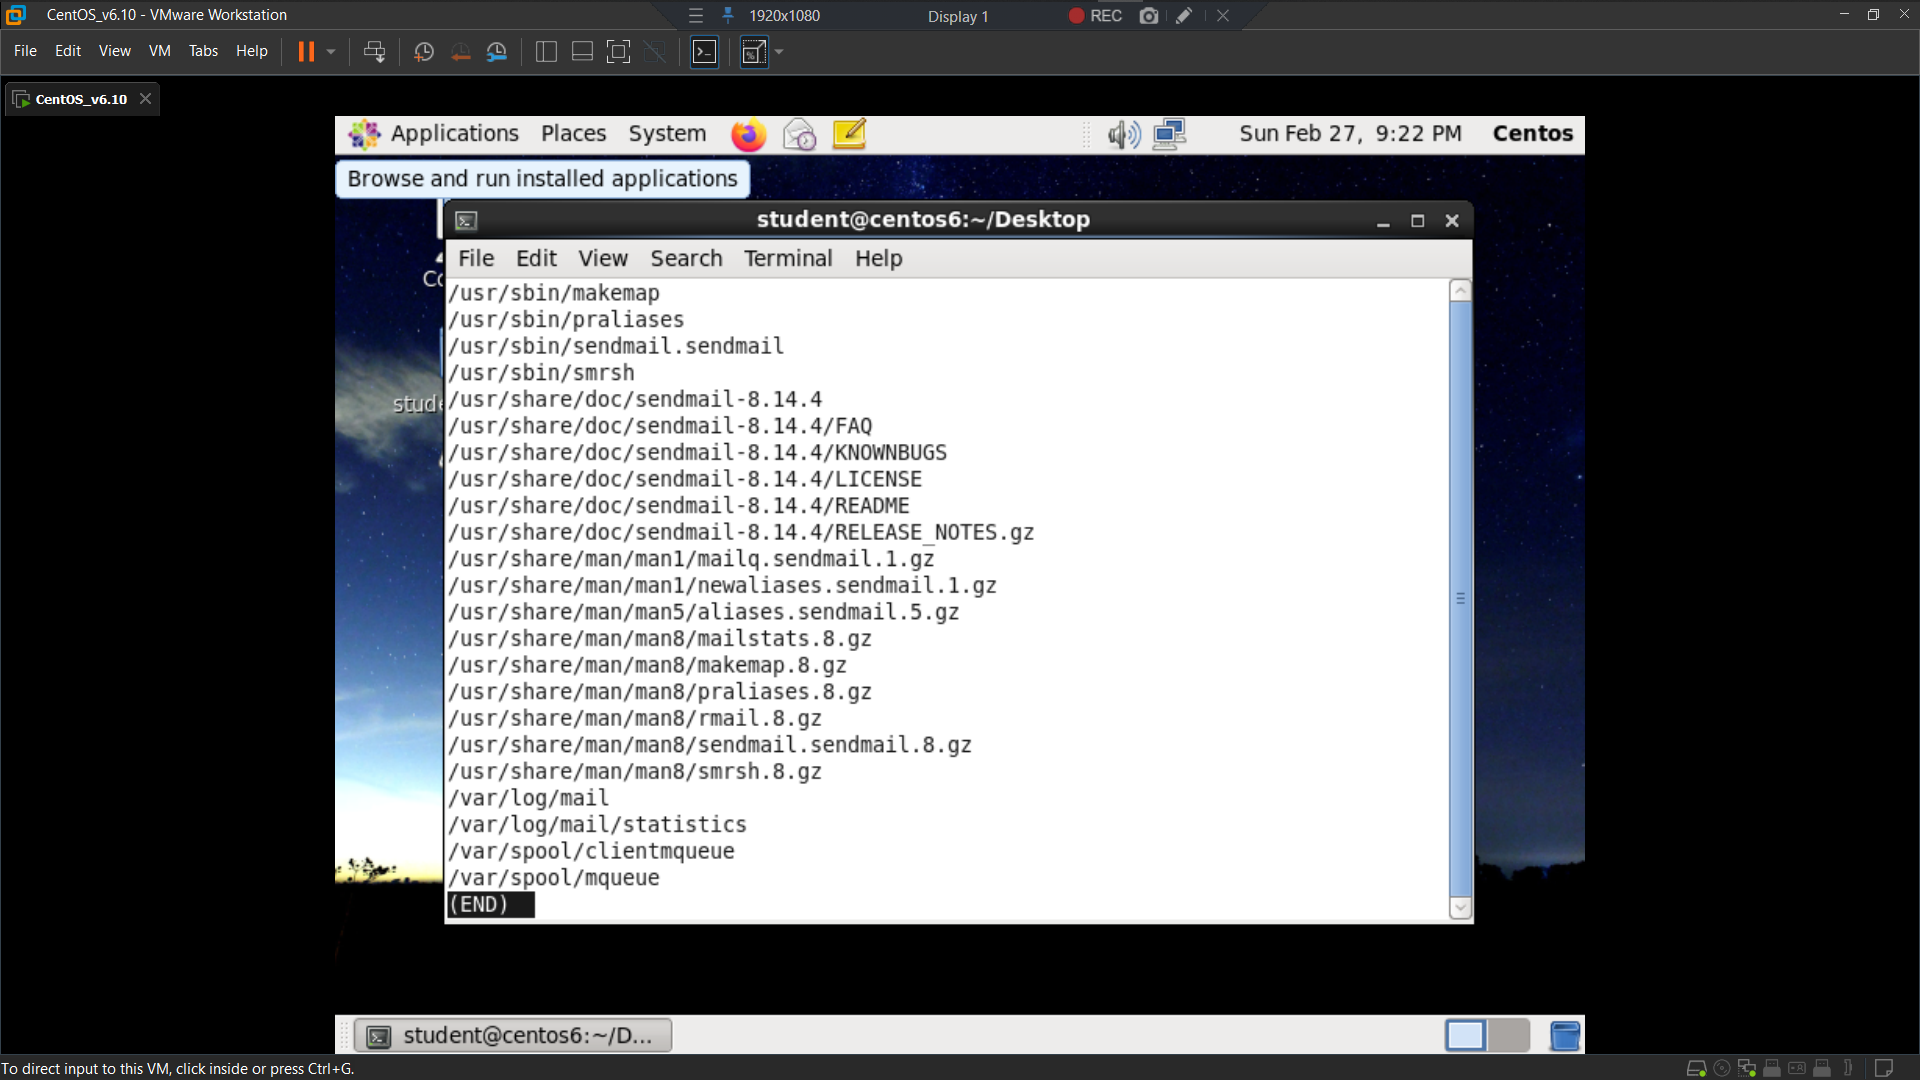 CentOS_v6.10 - VMware Workstation
1920x1080
Display 1
REC
File Edit View VM Tabs Help
CentOS_v6.10
Applications Places System
Sun Feb 27, 9:22 PM Centos
Browse and run installed applications
student@centos6:~/Desktop
File Edit View Search Terminal Help
/usr/sbin/makemap
/usr/sbin/praliases
/usr/sbin/sendmail.sendmail
/usr/sbin/smrsh
/usr/share/doc/sendmail-8.14.4
/usr/share/doc/sendmail-8.14.4/FAQ
/usr/share/doc/sendmail-8.14.4/KNOWNBUGS
/usr/share/doc/sendmail-8.14.4/LICENSE
/usr/share/doc/sendmail-8.14.4/README
/usr/share/doc/sendmail-8.14.4/RELEASE_NOTES.gz
/usr/share/man/man1/mailq.sendmail.1.gz
/usr/share/man/man1/newaliases.sendmail.1.gz
/usr/share/man/man5/aliases.sendmail.5.gz
/usr/share/man/man8/mailstats.8.gz
/usr/share/man/man8/makemap.8.gz
/usr/share/man/man8/praliases.8.gz
/usr/share/man/man8/rmail.8.gz
/usr/share/man/man8/sendmail.sendmail.8.gz
/usr/share/man/man8/smrsh.8.gz
/var/log/mail
/var/log/mail/statistics
/var/spool/clientmqueue
/var/spool/mqueue
(END)
student@centos6:~/D...
To direct input to this VM, click inside or press Ctrl+G.